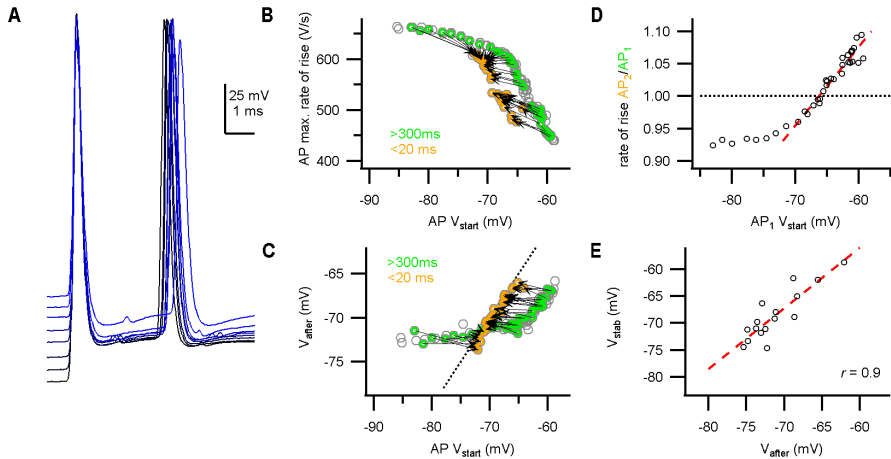 A
25 mV
1 ms
B
AP max. rate of rise (V/s)
600
500
400
>300ms
<20 ms
-90
-80
-70
-60
AP Vstart (mV)
D
rate of rise AP2/AP1
1.10
1.05
1.00
0.95
0.90
-80
-70
-60
AP1 Vstart (mV)
C
Vafter (mV)
-65
-70
-75
>300ms
<20 ms
-90
-80
-70
-60
AP Vstart (mV)
E
Vstab (mV)
-60
-65
-70
-75
-80
r = 0.9
-80
-75
-70
-65
-60
Vafter (mV)